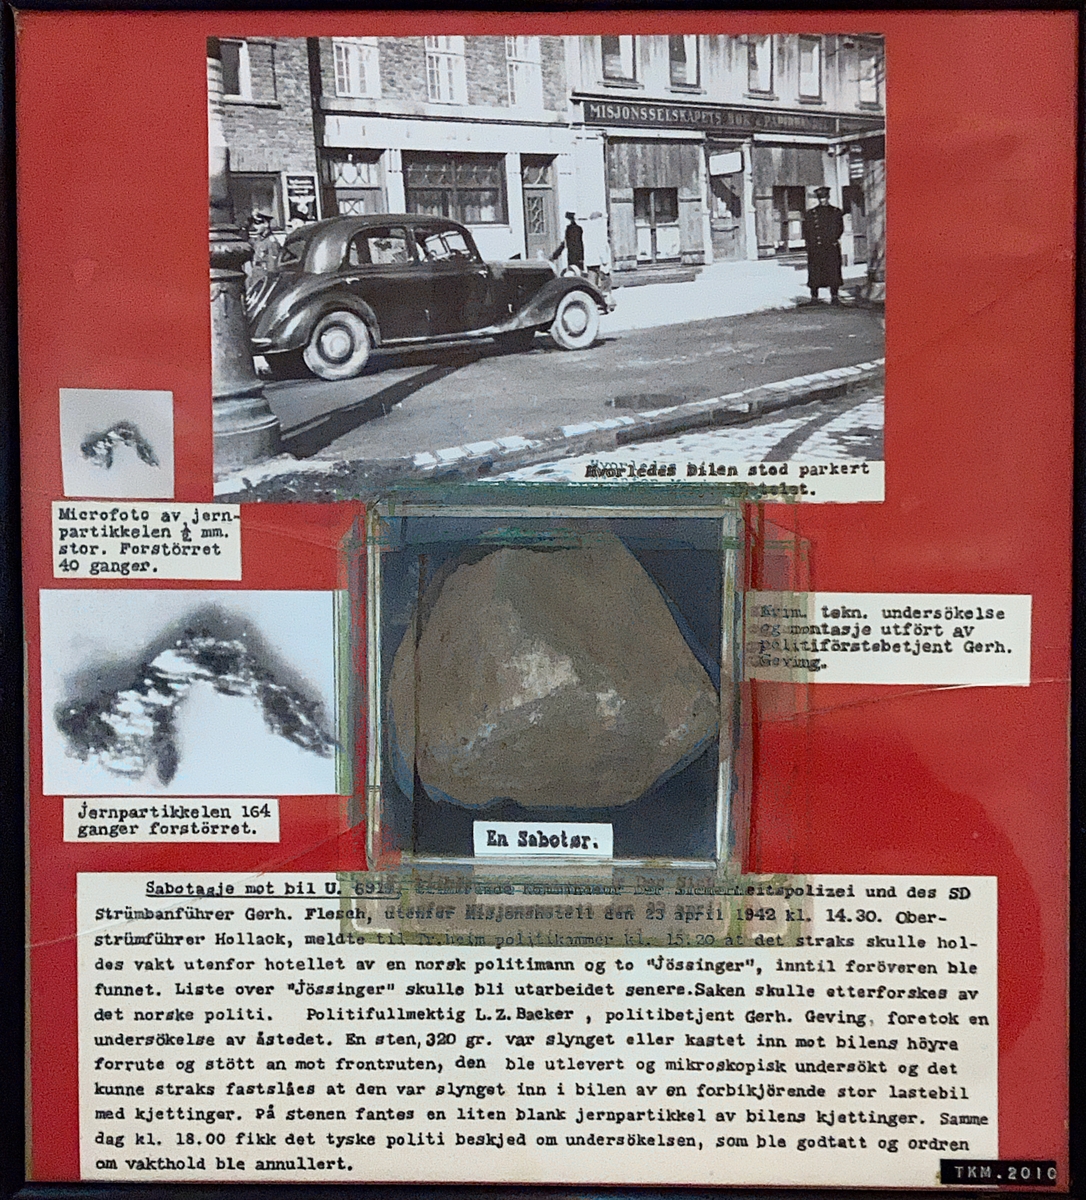 MISJONSSELSKAPETS BOK & PAPIRHANDEL
Hvorledes bilen stod parkert
Microfoto av jern-
partikkelen ½ mm.
stor. Forstörret
40 ganger.
Krim. tekn. undersökelse
og montasje utfört av
politiförstebetjent Gerh.
Geving.
Jernpartikkelen 164
ganger forstörret.
En Sabotør.
Sabotasje mot bil U. Sicherheitspolizei und des SD
Strümbanführer Gerh. Flesch, utenfor Misjonshotell den 23 april 1942 kl. 14.30. Ober-
strümführer Hollack, meldte til Tr.heim politikammer kl. 15.20 at det straks skulle hol-
des vakt utenfor hotellet av en norsk politimann og to "Jössinger", inntil foröveren ble
funnet. Liste over "Jössinger" skulle bli utarbeidet senere.Saken skulle etterforskes av
det norske politi. Politifullmektig L.Z.Backer , politibetjent Gerh. Geving, foretok en
undersökelse av åstedet. En sten,320 gr. var slynget eller kastet inn mot bilens höyre
forrute og stött an mot frontruten, den ble utlevert og mikroskopisk undersökt og det
kunne straks fastslåes at den var slynget inn i bilen av en forbikjörende stor lastebil
med kjettinger. På stenen fantes en liten blank jernpartikkel av bilens kjettinger. Samme
dag kl. 18.00 fikk det tyske politi beskjed om undersökelsen, som ble godtatt og ordren
om vakthold ble annullert.
TKM.2010